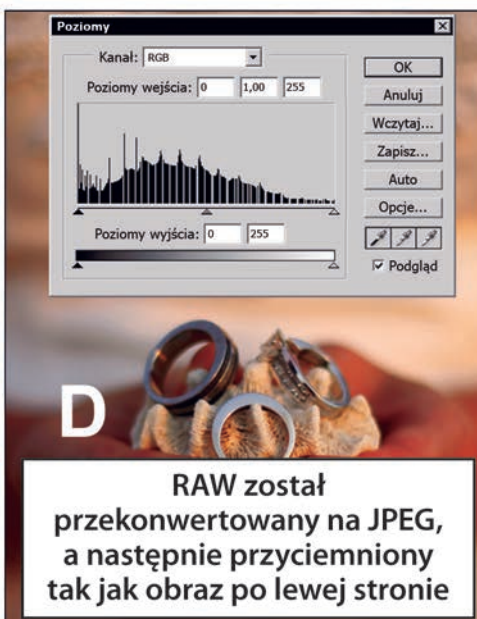 Poziomy
Kanał: RGB
OK
Poziomy wejścia: 0 1,00 255
Anuluj
Wczytaj...
Zapisz...
Auto
Opcje...
Poziomy wyjścia: 0 255
Podgląd
D
RAW został
przekonwertowany na JPEG,
a następnie przyciemniony
tak jak obraz po lewej stronie